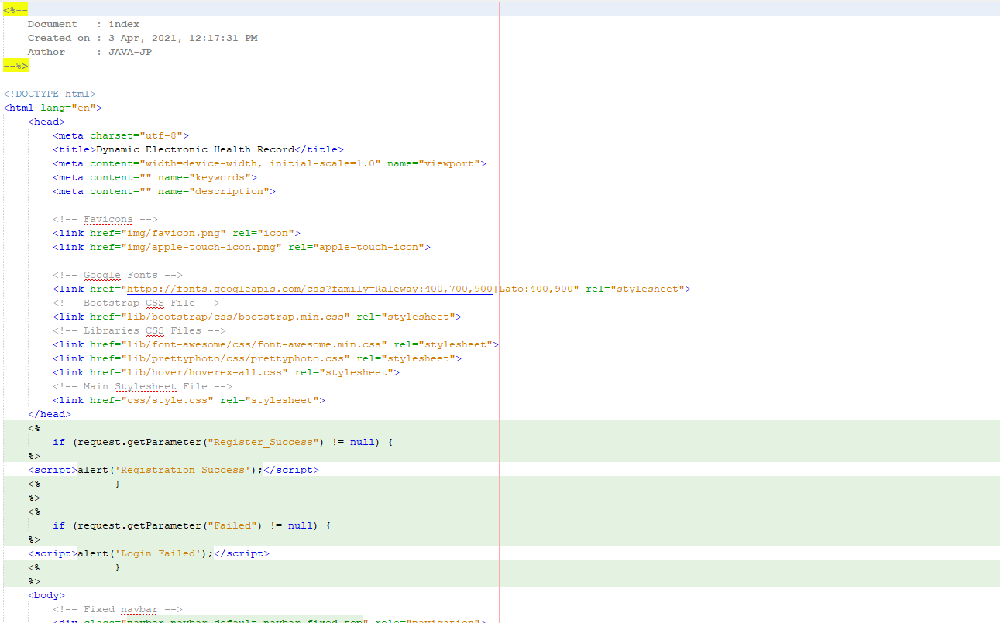 <%--
    Document   : index
    Created on : 3 Apr, 2021, 12:17:31 PM
    Author     : JAVA-JP
--%>

<!DOCTYPE html>
<html lang="en">
    <head>
        <meta charset="utf-8">
        <title>Dynamic Electronic Health Record</title>
        <meta content="width=device-width, initial-scale=1.0" name="viewport">
        <meta content="" name="keywords">
        <meta content="" name="description">

        <!-- Favicons -->
        <link href="img/favicon.png" rel="icon">
        <link href="img/apple-touch-icon.png" rel="apple-touch-icon">

        <!-- Google Fonts -->
        <link href="https://fonts.googleapis.com/css?family=Raleway:400,700,900|Lato:400,900" rel="stylesheet">
        <!-- Bootstrap CSS File -->
        <link href="lib/bootstrap/css/bootstrap.min.css" rel="stylesheet">
        <!-- Libraries CSS Files -->
        <link href="lib/font-awesome/css/font-awesome.min.css" rel="stylesheet">
        <link href="lib/prettyphoto/css/prettyphoto.css" rel="stylesheet">
        <link href="lib/hover/hoverex-all.css" rel="stylesheet">
        <!-- Main Stylesheet File -->
        <link href="css/style.css" rel="stylesheet">
    </head>
    <%
        if (request.getParameter("Register_Success") != null) {
    %>
    <script>alert('Registration Success');</script>
    <%            }
    %>
    <%
        if (request.getParameter("Failed") != null) {
    %>
    <script>alert('Login Failed');</script>
    <%            }
    %>
    <body>
        <!-- Fixed navbar -->
        <div class="navbar navbar-default navbar-fixed-top" role="navigation">